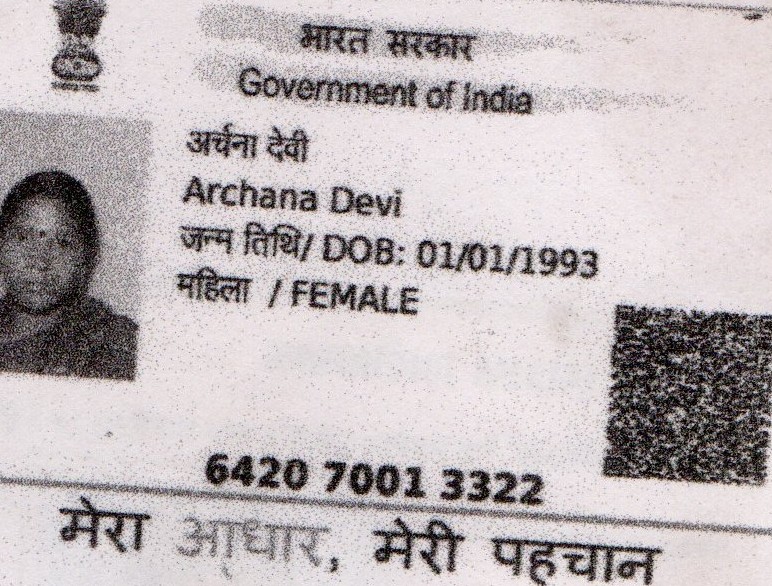 भारत सरकार
Government of India
अर्चना देवी
Archana Devi
जन्म तिथि/ DOB: 01/01/1993
महिला / FEMALE
6420 7001 3322
मेरा आधार, मेरी पहचान